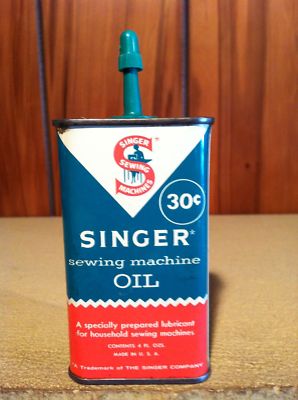 SINGER
SEWING
MACHINES
30¢
SINGER*
sewing machine
OIL
A specially prepared lubricant
for household sewing machines
CONTENTS 4 FL. OZS.
MADE IN U. S. A.
*A Trademark of THE SINGER COMPANY